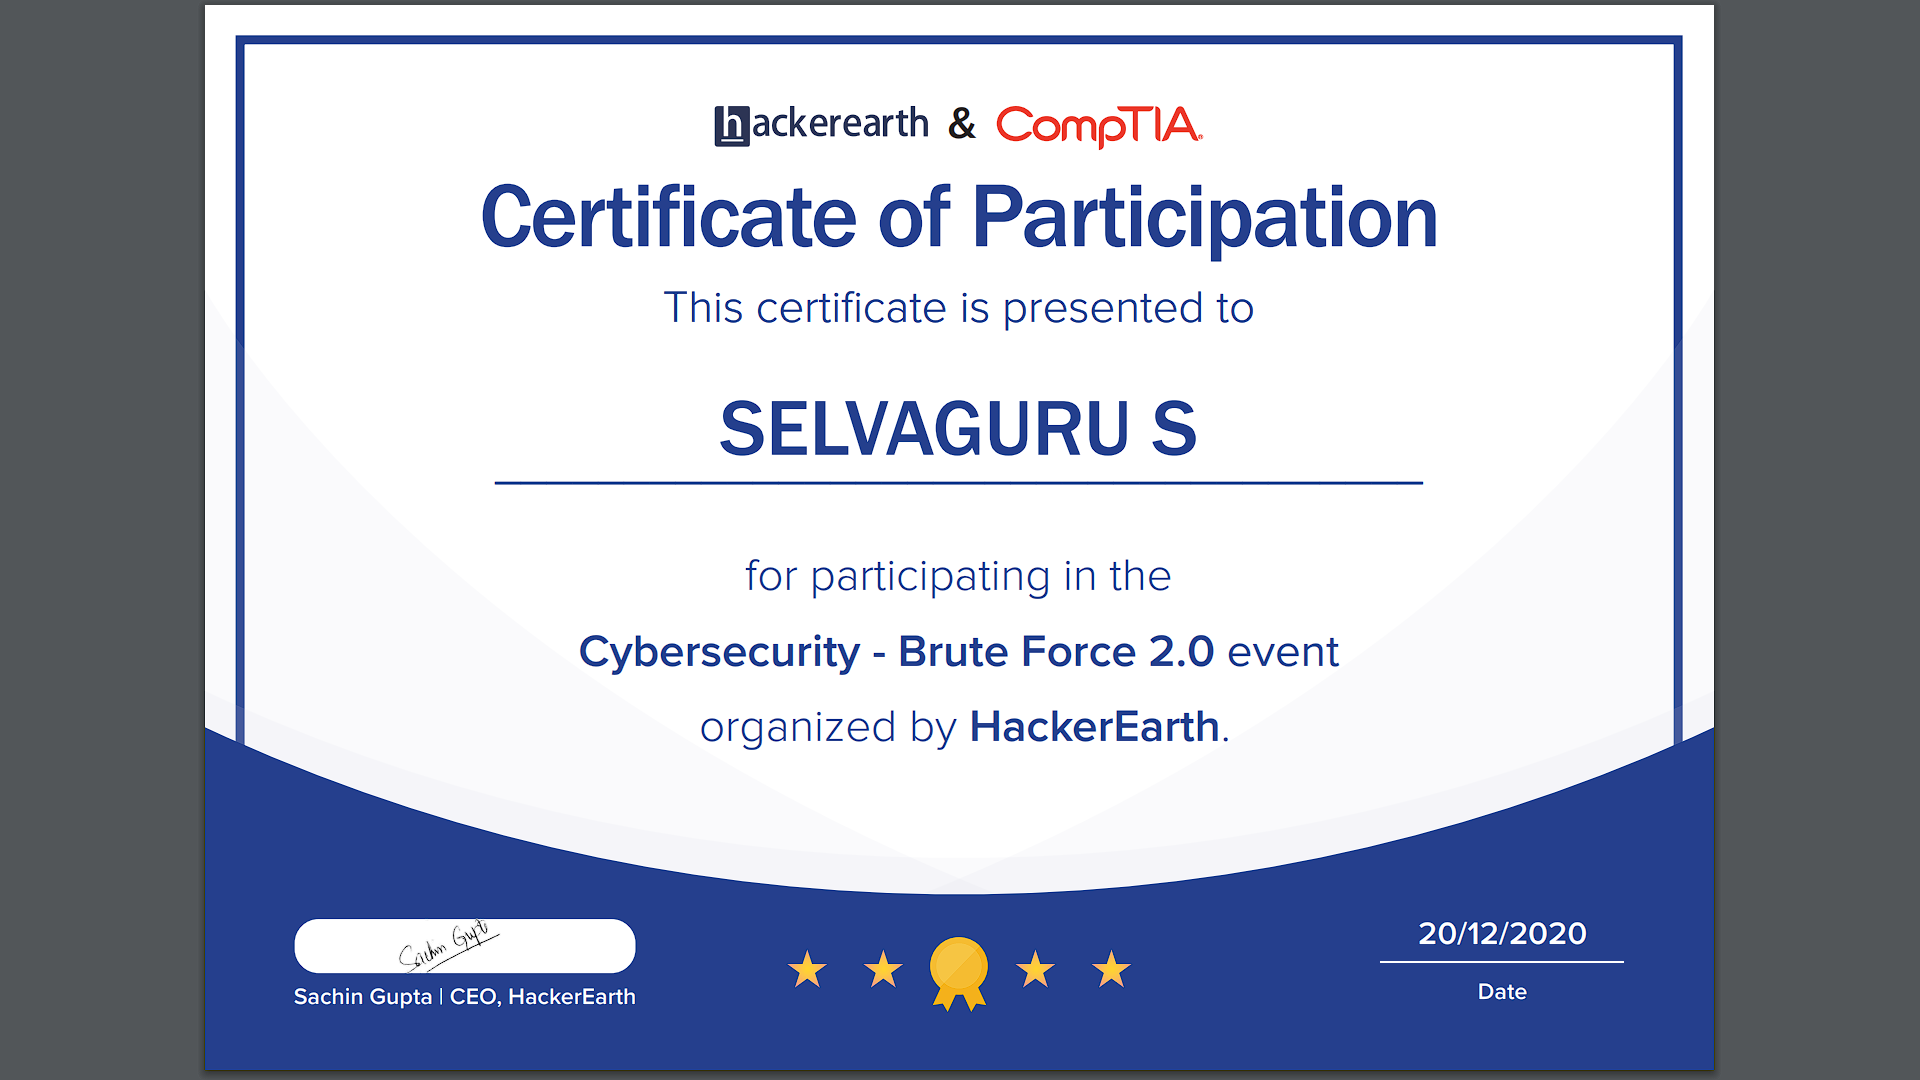 hackerearth & CompTIA
Certificate of Participation
This certificate is presented to
SELVAGURU S
for participating in the
Cybersecurity - Brute Force 2.0 event
organized by HackerEarth.
Sachin Gupta
Sachin Gupta | CEO, HackerEarth
20/12/2020
Date